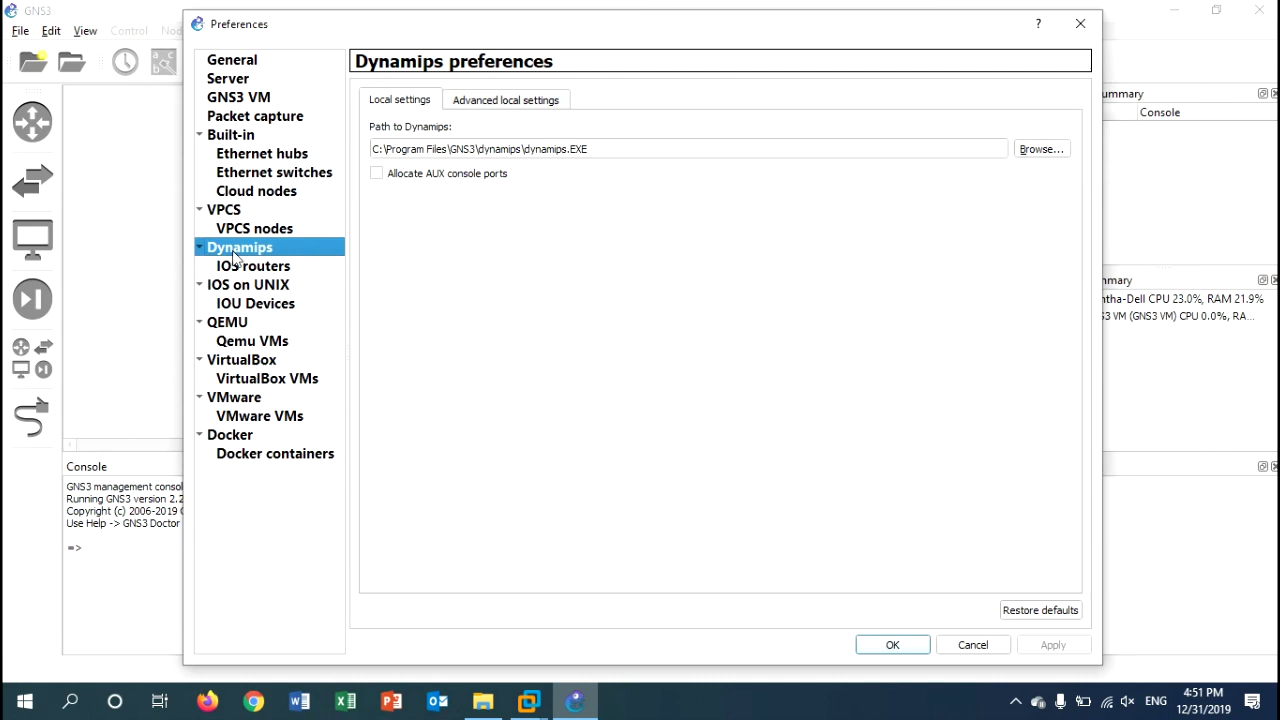 GNS3
File Edit View Control
Preferences
?
General
Server
GNS3 VM
Packet capture
Built-in
Ethernet hubs
Ethernet switches
Cloud nodes
VPCS
VPCS nodes
Dynamips
IOS routers
IOS on UNIX
IOU Devices
QEMU
Qemu VMs
VirtualBox
VirtualBox VMs
VMware
VMware VMs
Docker
Docker containers
Dynamips preferences
Local settings
Advanced local settings
Path to Dynamips:
C:\Program Files\GNS3\dynamips\dynamips.EXE
Browse...
Allocate AUX console ports
Restore defaults
OK
Cancel
Apply
ummary
Console
mmary
ntha-Dell CPU 23.0%, RAM 21.9%
S3 VM (GNS3 VM) CPU 0.0%, RA...
Console
GNS3 management consol
Running GNS3 version 2.2
Copyright (c) 2006-2019
Use Help -> GNS3 Doctor
=>
ENG
4:51 PM
12/31/2019